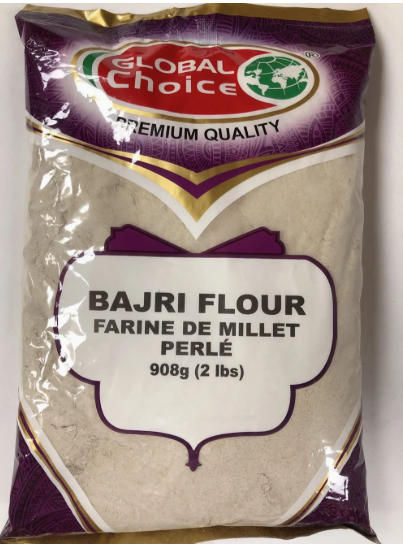 GLOBAL
Choice
®
PREMIUM QUALITY
BAJRI FLOUR
FARINE DE MILLET
PERLÉ
908g (2 lbs)